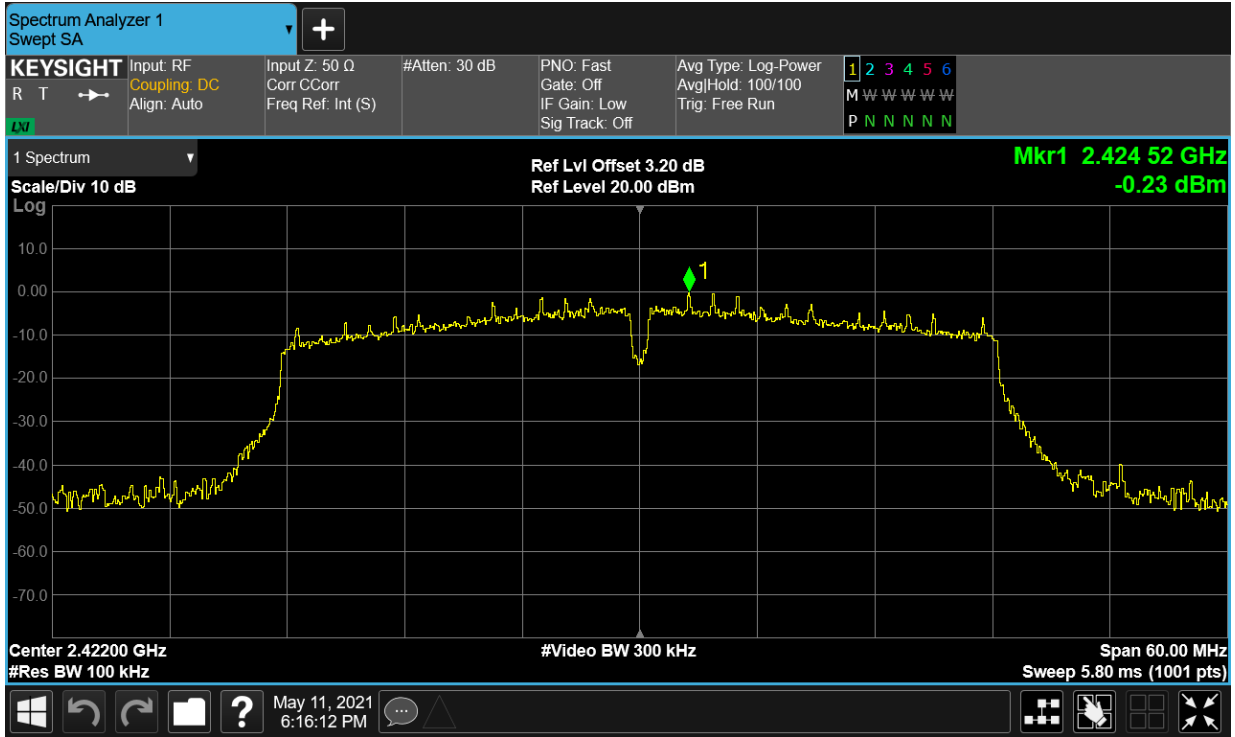 Spectrum Analyzer 1
Swept SA
▼
+
KEYSIGHT
R T
LXI
Input: RF
Coupling: DC
Align: Auto
Input Z: 50 Ω
Corr CCorr
Freq Ref: Int (S)
#Atten: 30 dB
PNO: Fast
Gate: Off
IF Gain: Low
Sig Track: Off
Avg Type: Log-Power
Avg|Hold: 100/100
Trig: Free Run
1 2 3 4 5 6
M W W W W W
P N N N N N
1 Spectrum ▼
Scale/Div 10 dB
Log
Ref Lvl Offset 3.20 dB
Ref Level 20.00 dBm
Mkr1 2.424 52 GHz
-0.23 dBm
1
10.0
0.00
-10.0
-20.0
-30.0
-40.0
-50.0
-60.0
-70.0
Center 2.42200 GHz
#Res BW 100 kHz
#Video BW 300 kHz
Span 60.00 MHz
Sweep 5.80 ms (1001 pts)
?
May 11, 2021
6:16:12 PM